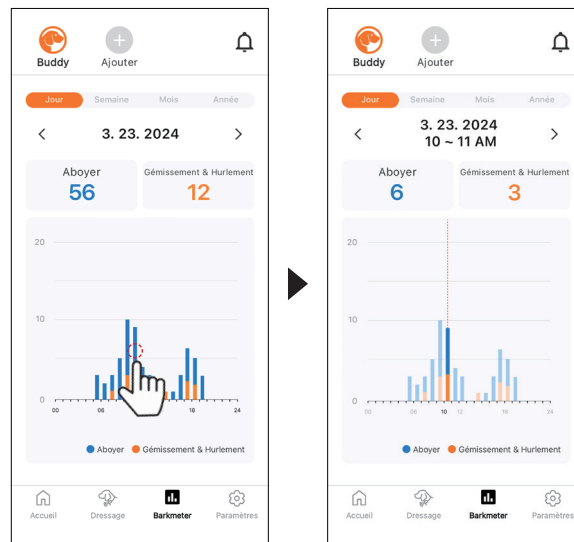 Buddy
Ajouter
Jour Semaine Mois Année
3. 23. 2024
Aboyer
56
Gémissement & Hurlement
12
20
10
0
00 06 18 24
Aboyer Gémissement & Hurlement
Accueil Dressage Barkmeter Paramètres
Buddy
Ajouter
Jour Semaine Mois Année
3. 23. 2024
10 ~ 11 AM
Aboyer
6
Gémissement & Hurlement
3
20
10
0
00 06 10 12 18 24
Aboyer Gémissement & Hurlement
Accueil Dressage Barkmeter Paramètres